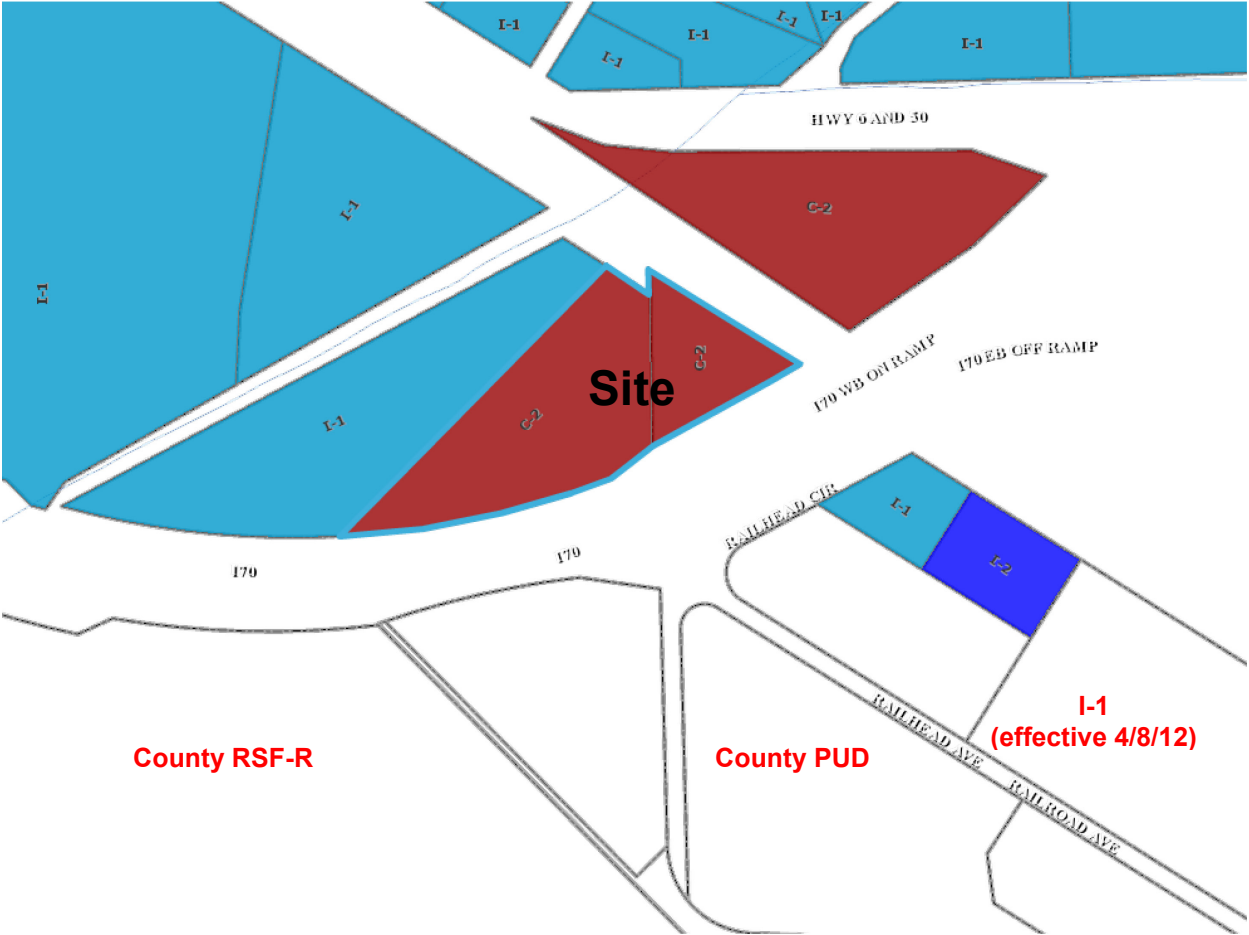 I-1
I-1
I-1
I-1
I-1
I-1
HWY 6 AND 50
I-1
C-2
I-1
I70 WB ON RAMP
I70 EB OFF RAMP
C-2
Site
C-2
I-1
RAILHEAD CIR
I-1
I70
I70
I-2
RAILHEAD AVE
I-1
(effective 4/8/12)
County RSF-R
County PUD
RAILROAD AVE